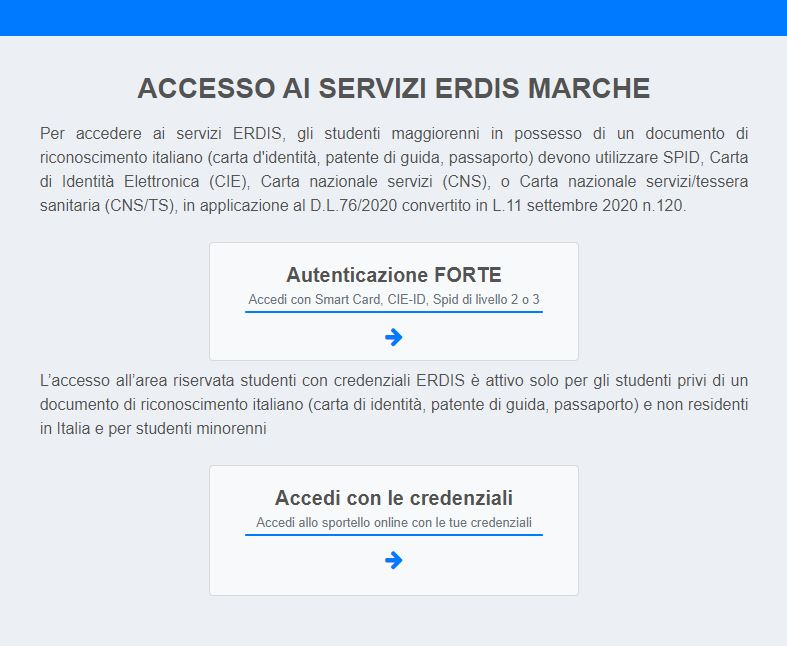 ACCESSO AI SERVIZI ERDIS MARCHE
Per accedere ai servizi ERDIS, gli studenti maggiorenni in possesso di un documento di
riconoscimento italiano (carta d'identità, patente di guida, passaporto) devono utilizzare SPID, Carta
di Identità Elettronica (CIE), Carta nazionale servizi (CNS), o Carta nazionale servizi/tessera
sanitaria (CNS/TS), in applicazione al D.L.76/2020 convertito in L.11 settembre 2020 n.120.
Autenticazione FORTE
Accedi con Smart Card, CIE-ID, Spid di livello 2 o 3
L’accesso all’area riservata studenti con credenziali ERDIS è attivo solo per gli studenti privi di un
documento di riconoscimento italiano (carta di identità, patente di guida, passaporto) e non residenti
in Italia e per studenti minorenni
Accedi con le credenziali
Accedi allo sportello online con le tue credenziali